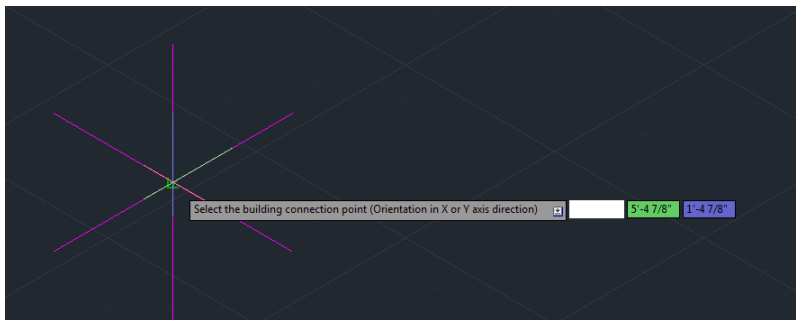 Select the building connection point (Orientation in X or Y axis direction) 5'-4 7/8" 1'-4 7/8"